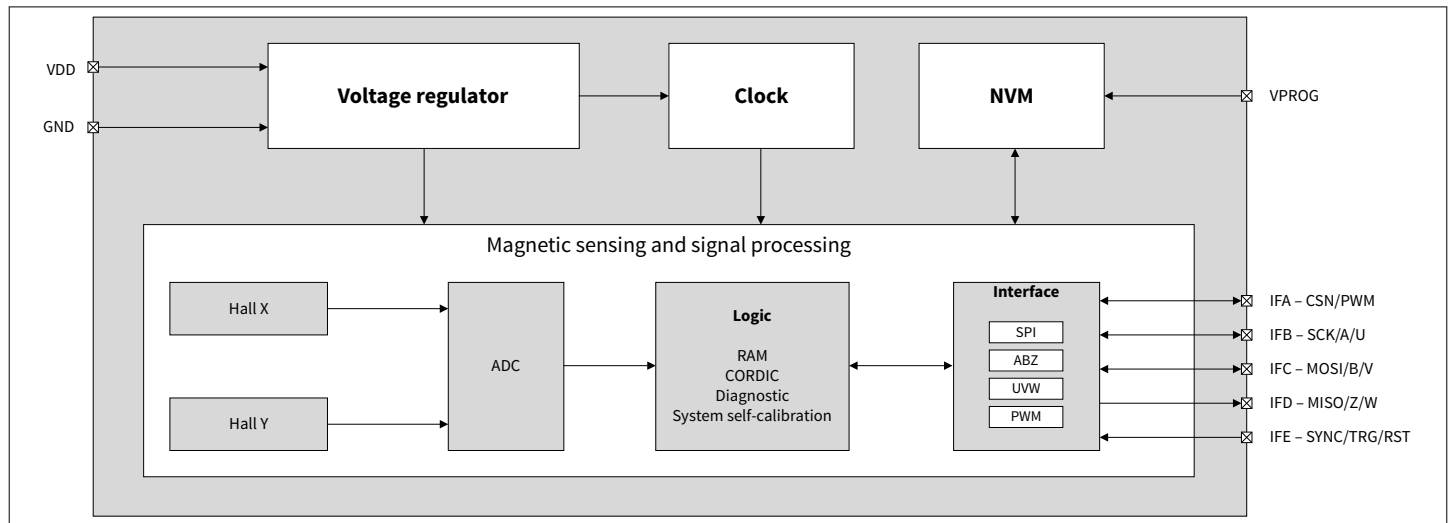 VDD
GND
Voltage regulator
Clock
NVM
VPROG
Magnetic sensing and signal processing
Hall X
Hall Y
ADC
Logic
RAM
CORDIC
Diagnostic
System self-calibration
Interface
SPI
ABZ
UVW
PWM
IFA – CSN/PWM
IFB – SCK/A/U
IFC – MOSI/B/V
IFD – MISO/Z/W
IFE – SYNC/TRG/RST